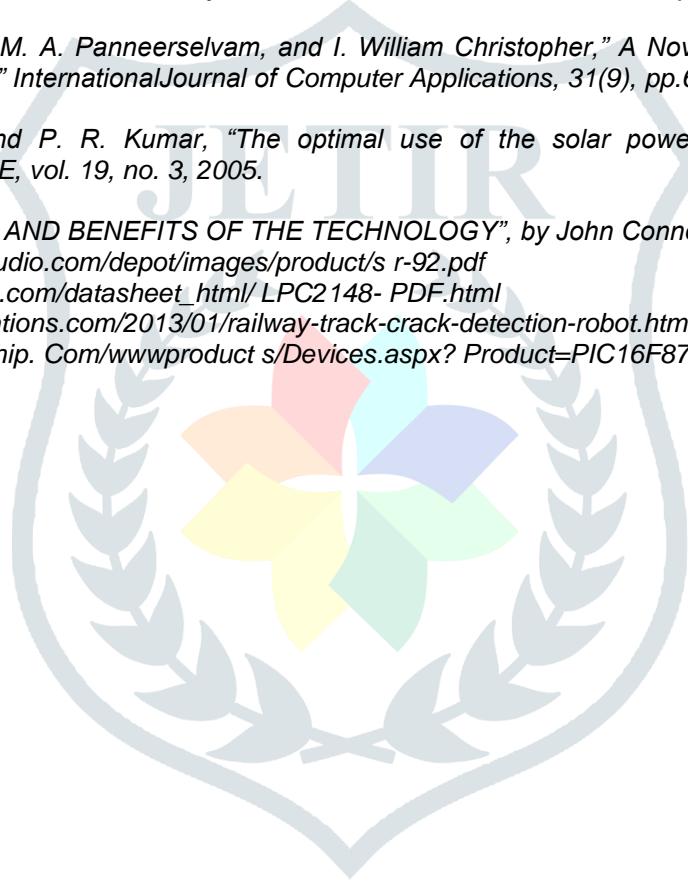 M. A. Panneerselvam, and I. William Christopher,” A Nov
” InternationalJournal of Computer Applications, 31(9), pp.6
nd P. R. Kumar, “The optimal use of the solar powe
E, vol. 19, no. 3, 2005.
JETIR
AND BENEFITS OF THE TECHNOLOGY”, by John Conne
udio.com/depot/images/product/s r-92.pdf
.com/datasheet_html/ LPC2148- PDF.html
ations.com/2013/01/railway-track-crack-detection-robot.htm
hip. Com/wwwproduct s/Devices.aspx? Product=PIC16F87